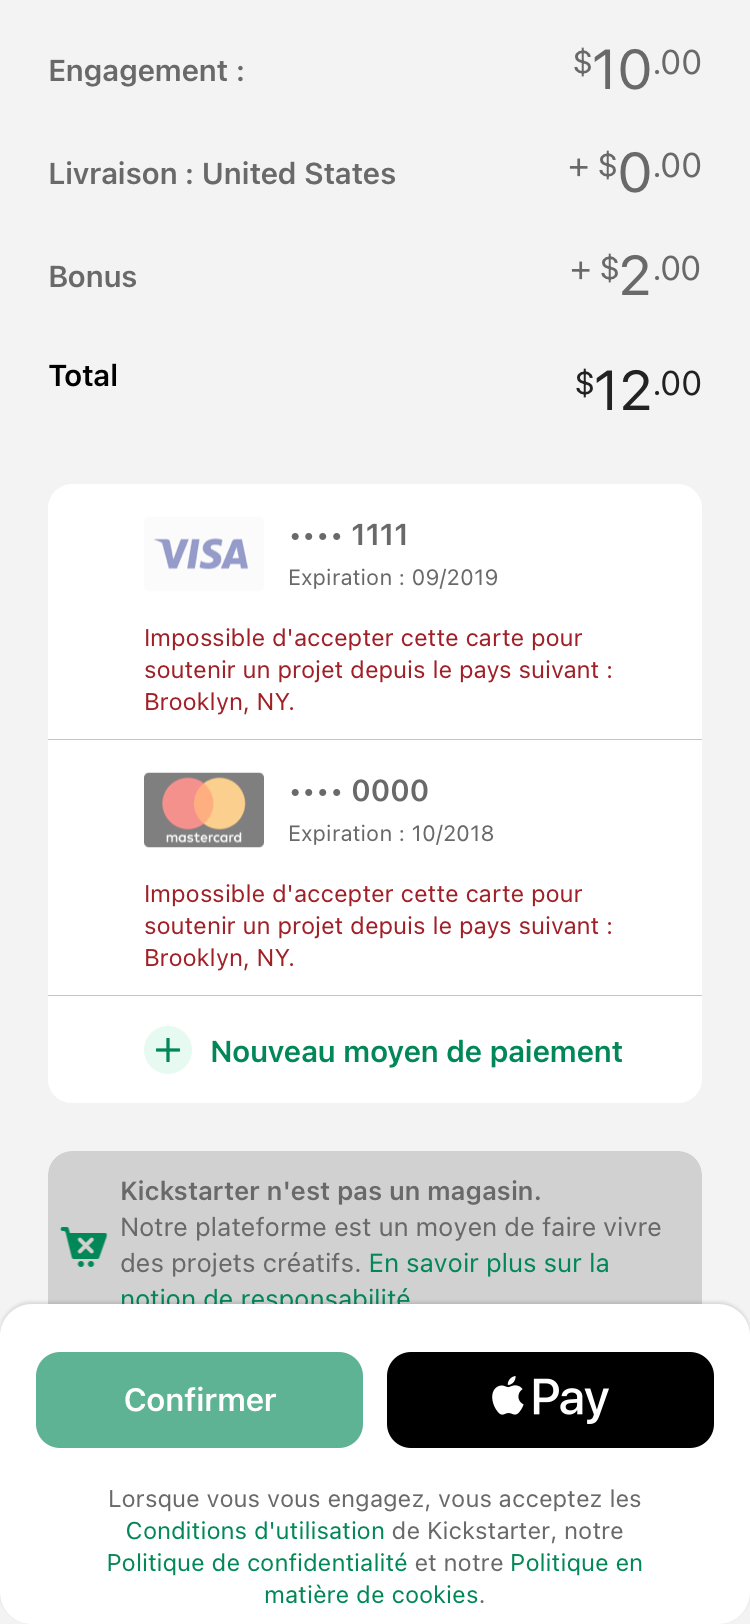 Engagement :
$10.00
Livraison : United States
+ $0.00
Bonus
+ $2.00
Total
$12.00
VISA
•••• 1111
Expiration : 09/2019
Impossible d'accepter cette carte pour
soutenir un projet depuis le pays suivant :
Brooklyn, NY.
mastercard
•••• 0000
Expiration : 10/2018
Impossible d'accepter cette carte pour
soutenir un projet depuis le pays suivant :
Brooklyn, NY.
+ Nouveau moyen de paiement
Kickstarter n'est pas un magasin.
Notre plateforme est un moyen de faire vivre
des projets créatifs. En savoir plus sur la
notion de responsabilité
Confirmer
Pay
Lorsque vous vous engagez, vous acceptez les
Conditions d'utilisation de Kickstarter, notre
Politique de confidentialité et notre Politique en
matière de cookies.